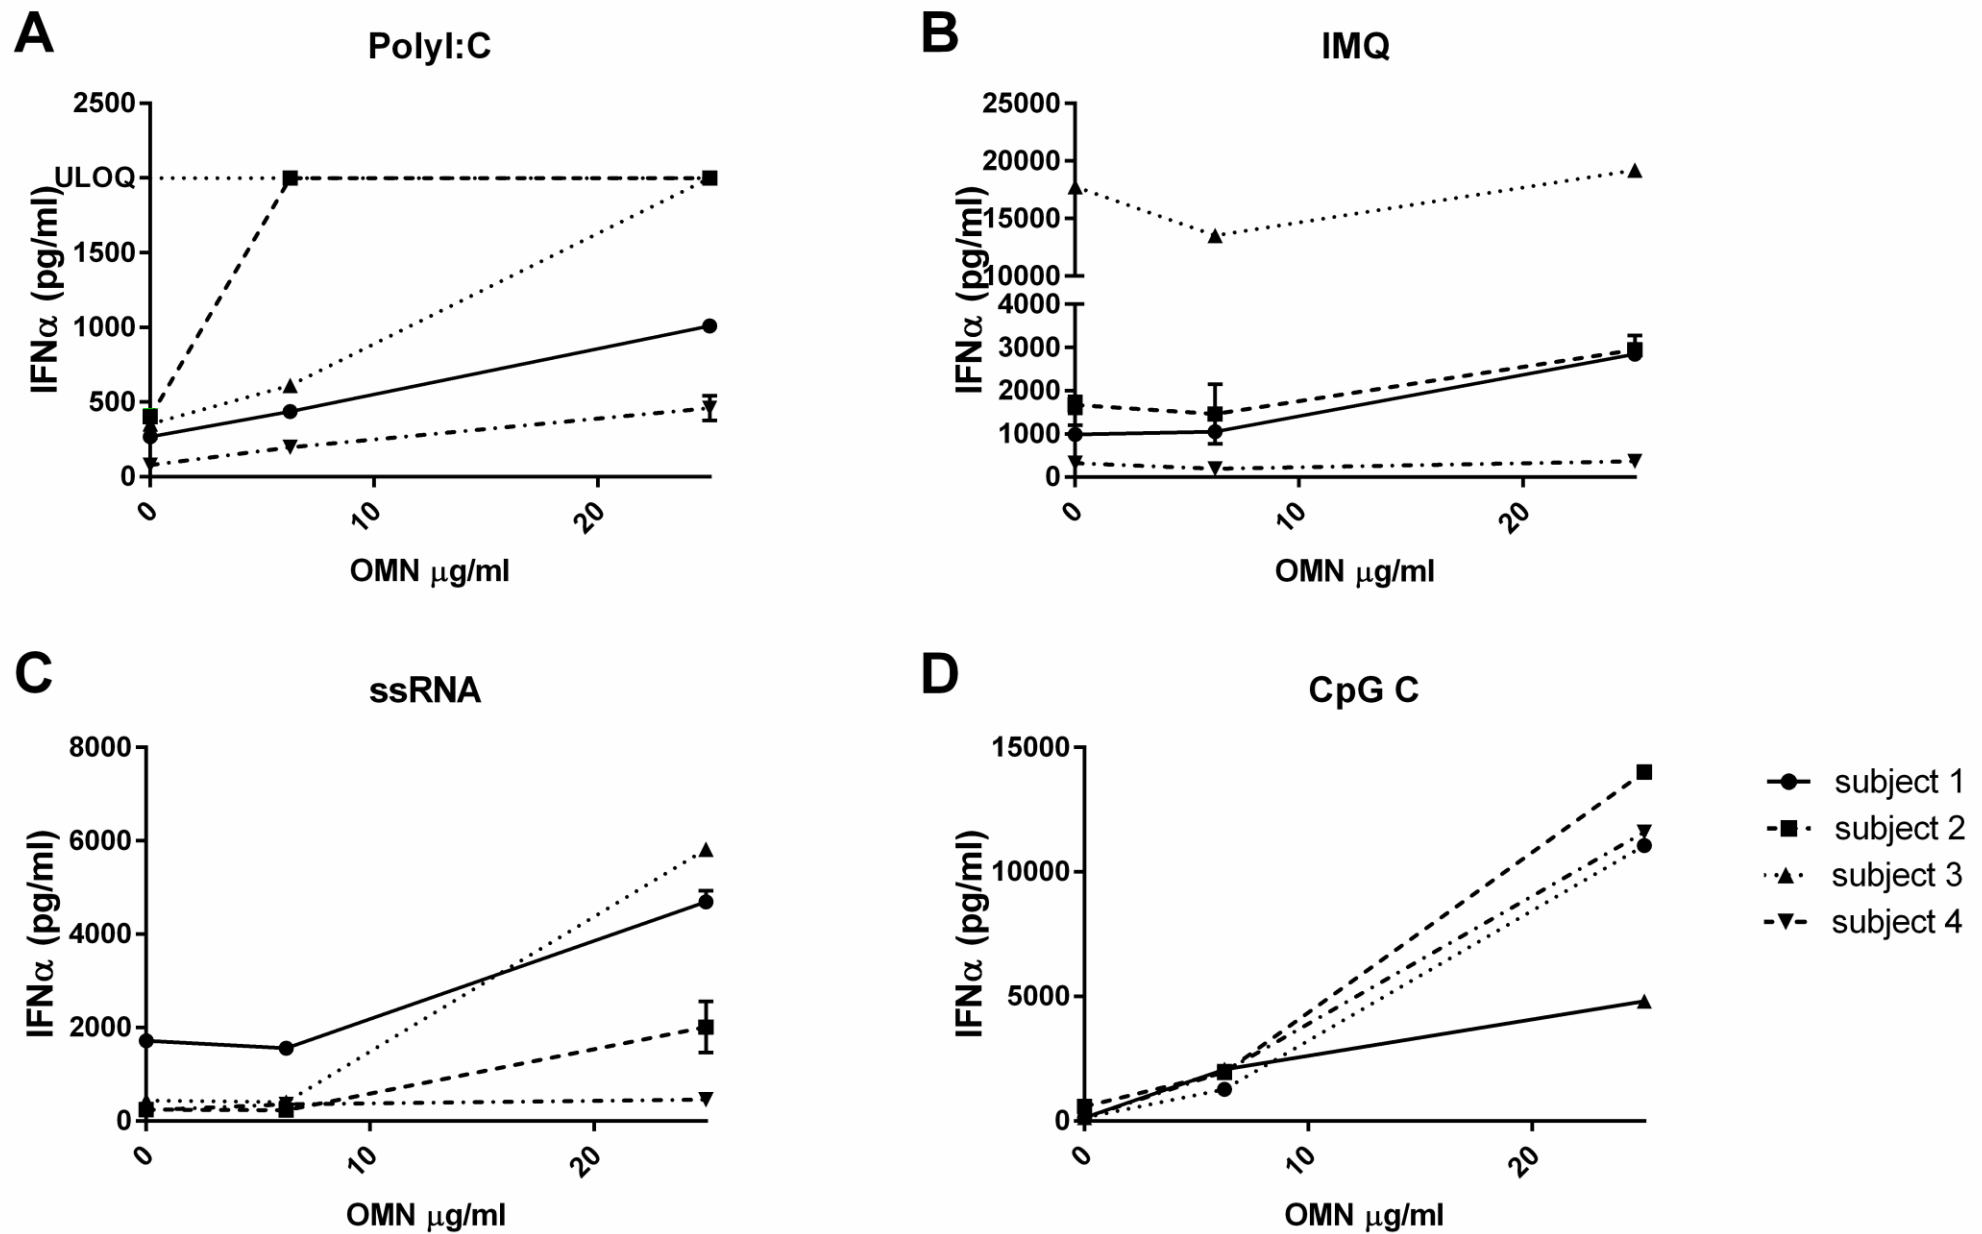 A
PolyI:C
2500
ULOQ
1500
1000
500
0
IFNα (pg/ml)
0 10 20
OMN µg/ml
B
IMQ
25000
20000
15000
10000
4000
3000
2000
1000
0
IFNα (pg/ml)
0 10 20
OMN µg/ml
C
ssRNA
8000
6000
4000
2000
0
IFNα (pg/ml)
0 10 20
OMN µg/ml
D
CpG C
15000
10000
5000
0
IFNα (pg/ml)
0 10 20
OMN µg/ml
subject 1
subject 2
subject 3
subject 4